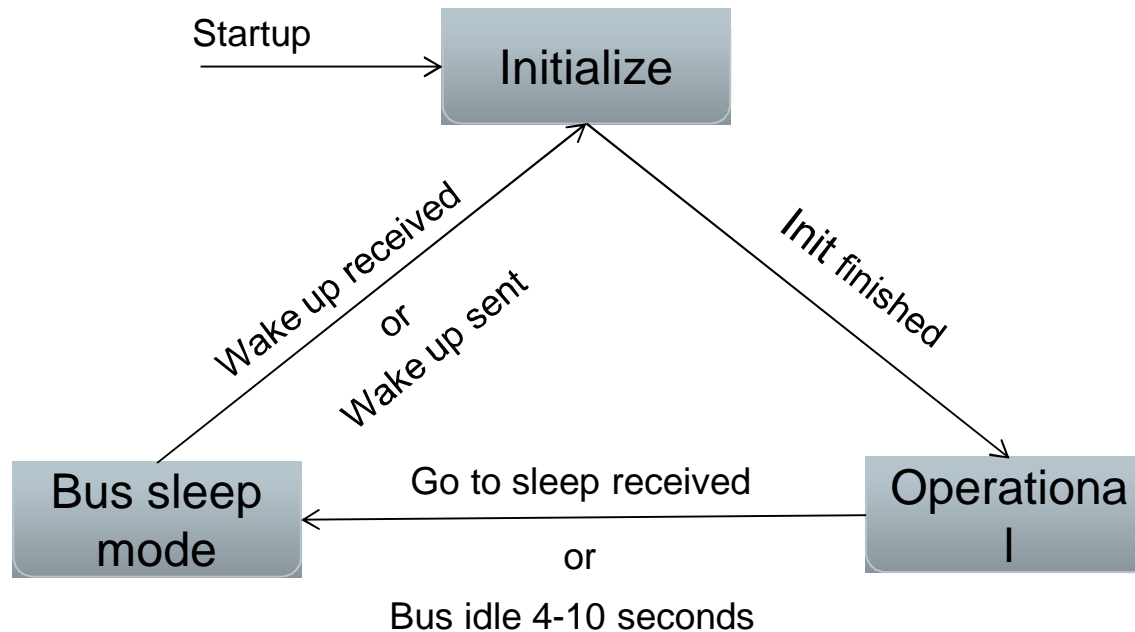 Startup
Initialize
Wake up received
or
Wake up sent
Init finished
Bus sleep
mode
Go to sleep received
or
Bus idle 4-10 seconds
Operationa
l